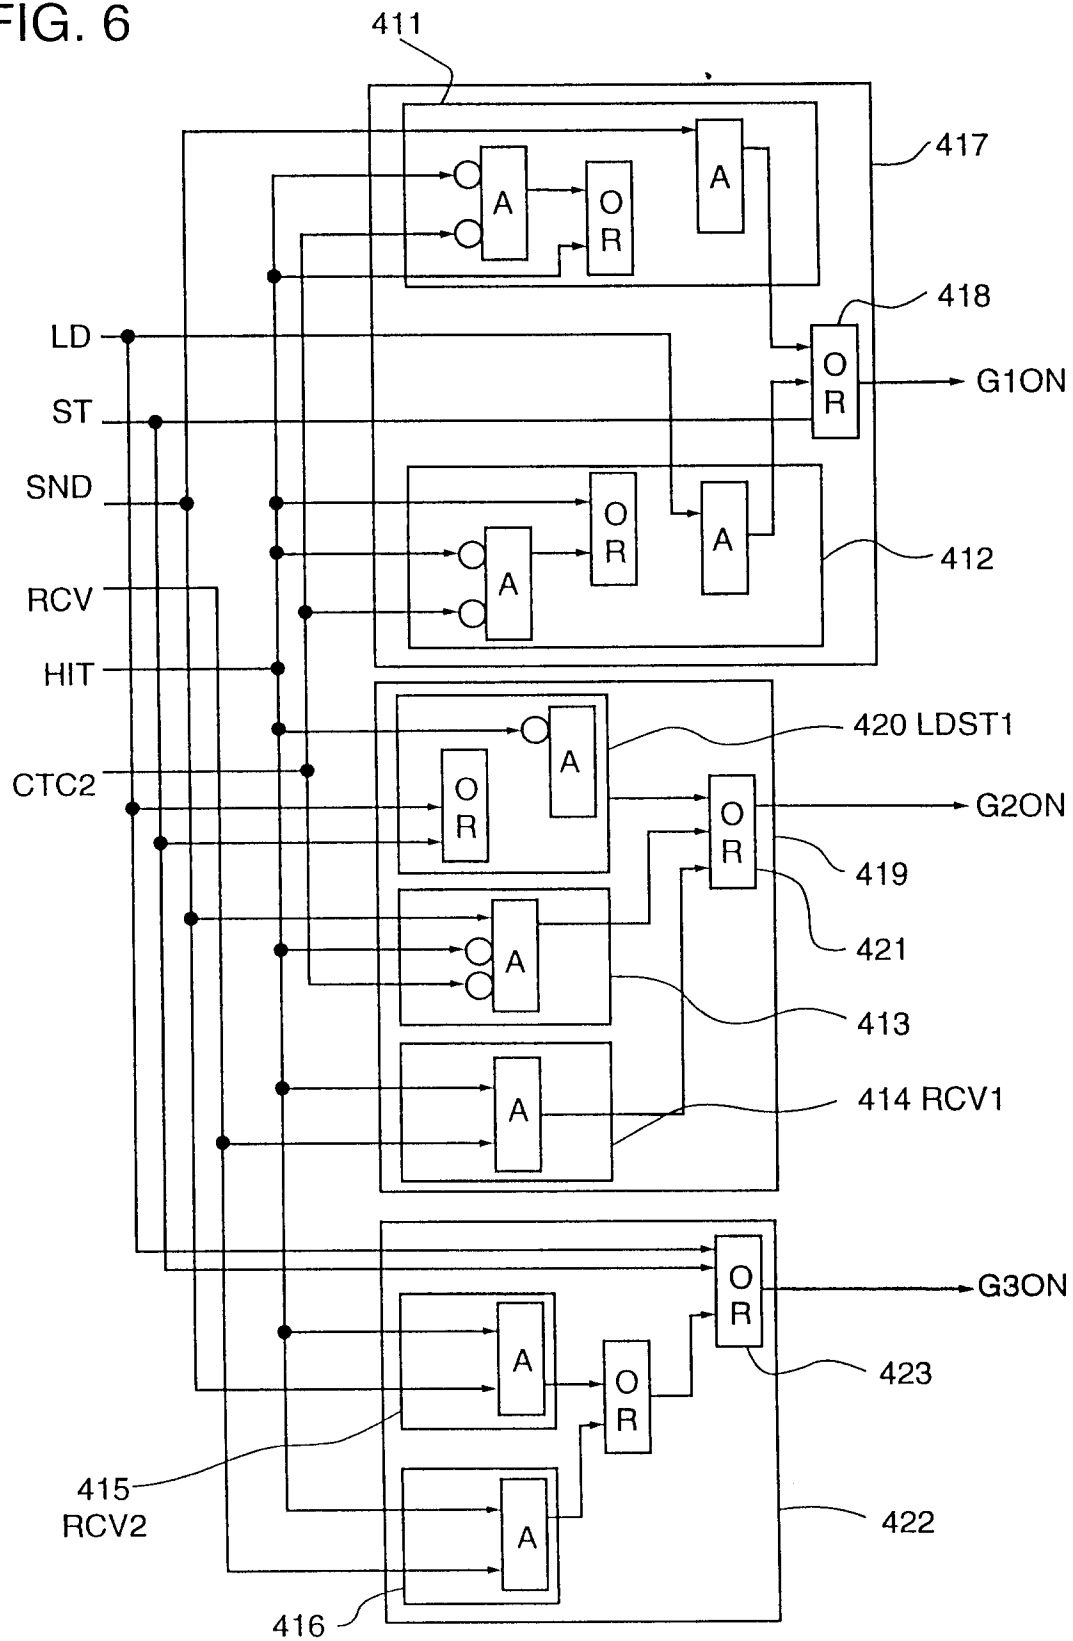 FIG. 6
411
A
A
O
R
417
418
LD
O
R
G1ON
ST
SND
O
R
A
A
412
RCV
HIT
420 LDST1
A
CTC2
O
R
O
R
G2ON
419
A
421
413
A
414 RCV1
O
R
G3ON
A
O
R
423
415
RCV2
A
422
416